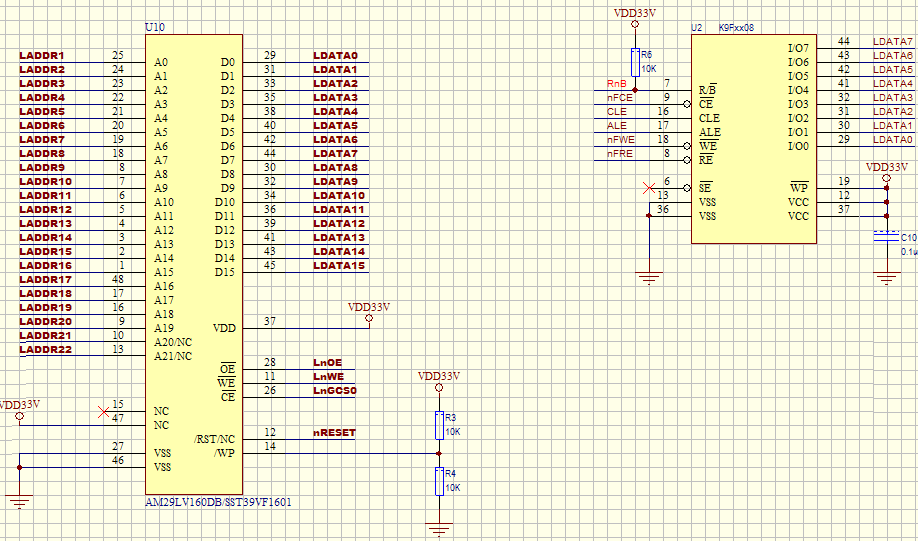 U10
LADDR1 25 A0 D0 29 LDATA0
LADDR2 24 A1 D1 31 LDATA1
LADDR3 23 A2 D2 33 LDATA2
LADDR4 22 A3 D3 35 LDATA3
LADDR5 21 A4 D4 38 LDATA4
LADDR6 20 A5 D5 40 LDATA5
LADDR7 19 A6 D6 42 LDATA6
LADDR8 18 A7 D7 44 LDATA7
LADDR9 8 A8 D8 30 LDATA8
LADDR10 7 A9 D9 32 LDATA9
LADDR11 6 A10 D10 34 LDATA10
LADDR12 5 A11 D11 36 LDATA11
LADDR13 4 A12 D12 39 LDATA12
LADDR14 3 A13 D13 41 LDATA13
LADDR15 2 A14 D14 43 LDATA14
LADDR16 1 A15 D15 45 LDATA15
LADDR17 48 A16
LADDR18 17 A17
LADDR19 16 A18
LADDR20 9 A19 VDD 37 VDD33V
LADDR21 10 A20/NC
LADDR22 13 A21/NC
OE 28 LnOE
WE 11 LnWE
CE 26 LnGCS0
VDD33V
15 NC
47 NC
/RST/NC 12 nRESET
27 VSS /WP 14
46 VSS
AM29LV160DB/SST39VF1601
VDD33V
R3
10K
R4
10K
VDD33V
R6
10K
U2 K9Fxx08
I/O7 44 LDATA7
I/O6 43 LDATA6
I/O5 42 LDATA5
RnB 7 R/B I/O4 41 LDATA4
nFCE 9 CE I/O3 32 LDATA3
CLE 16 CLE I/O2 31 LDATA2
ALE 17 ALE I/O1 30 LDATA1
nFWE 18 WE I/O0 29 LDATA0
nFRE 8 RE
VDD33V
6 SE WP 19
13 VSS VCC 12
36 VSS VCC 37
C10
0.1u